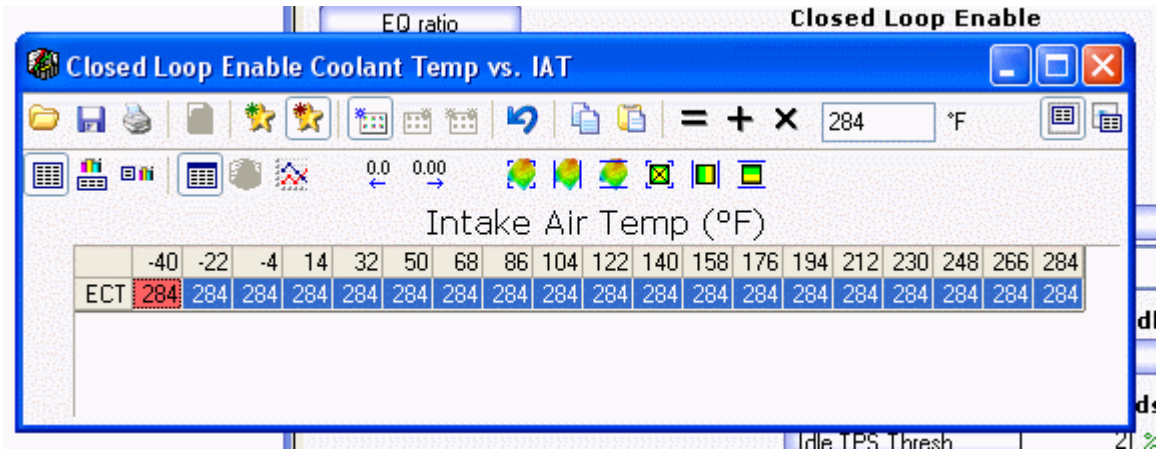 EQ ratio
Closed Loop Enable
Closed Loop Enable Coolant Temp vs. IAT
284 °F
0.0 0.00
Intake Air Temp (ºF)
-40 -22 -4 14 32 50 68 86 104 122 140 158 176 194 212 230 248 266 284
ECT 284 284 284 284 284 284 284 284 284 284 284 284 284 284 284 284 284 284 284
Idle TPS Thresh 2 %